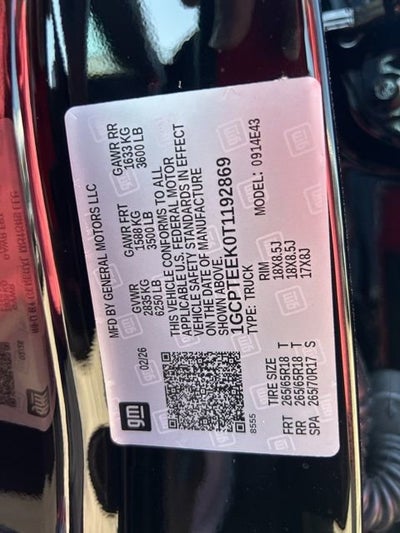 gm
MFD BY GENERAL MOTORS LLC
02/26
GVWR
2835 KG
6250 LB
GAWR FRT
1588 KG
3500 LB
GAWR RR
1633 KG
3600 LB
THIS VEHICLE CONFORMS TO ALL
APPLICABLE U.S. FEDERAL MOTOR
VEHICLE SAFETY STANDARDS IN EFFECT
ON THE DATE OF MANUFACTURE
SHOWN ABOVE.
1GCPTEEK0T1192869
TYPE: TRUCK MODEL: 0914E43
8555
TIRE SIZE RIM
FRT 265/65R18 T 18X8.5J
RR 265/65R18 T 18X8.5J
SPA 265/70R17 S 17X8J